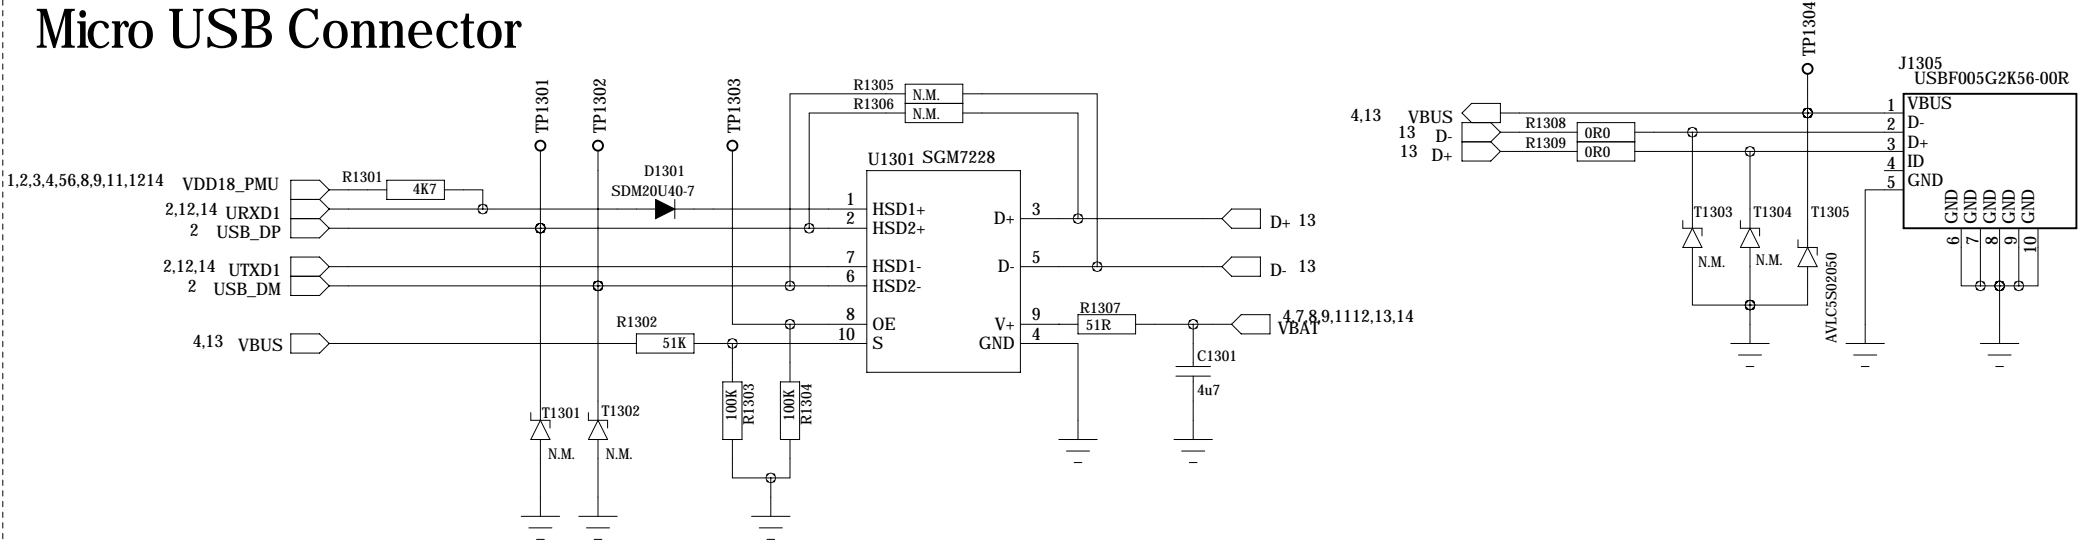 Micro USB Connector
TP1301
TP1302
TP1303
TP1304
J1305
USBF005G2K56-00R
R1305
N.M.
R1306
N.M.
4,13 VBUS
13 D-
13 D+
R1308
0R0
R1309
0R0
1 VBUS
2 D-
3 D+
4 ID
5 GND
GND
GND
GND
GND
GND
6
7
8
9
10
1,2,3,4,56,8,9,11,1214 VDD18_PMU
R1301
4K7
D1301
SDM20U40-7
U1301 SGM7228
2,12,14 URXD1
2 USB_DP
2,12,14 UTXD1
2 USB_DM
4,13 VBUS
R1302
51K
1 HSD1+
2 HSD2+
7 HSD1-
6 HSD2-
8 OE
10 S
D+ 3
D- 5
V+ 9
GND 4
D+ 13
D- 13
R1307
51R
4,7,8,9,1112,13,14
VBAT
C1301
4u7
T1303
N.M.
T1304
N.M.
T1305
AVLC5S02050
100K
R1303
100K
R1304
T1301
N.M.
T1302
N.M.